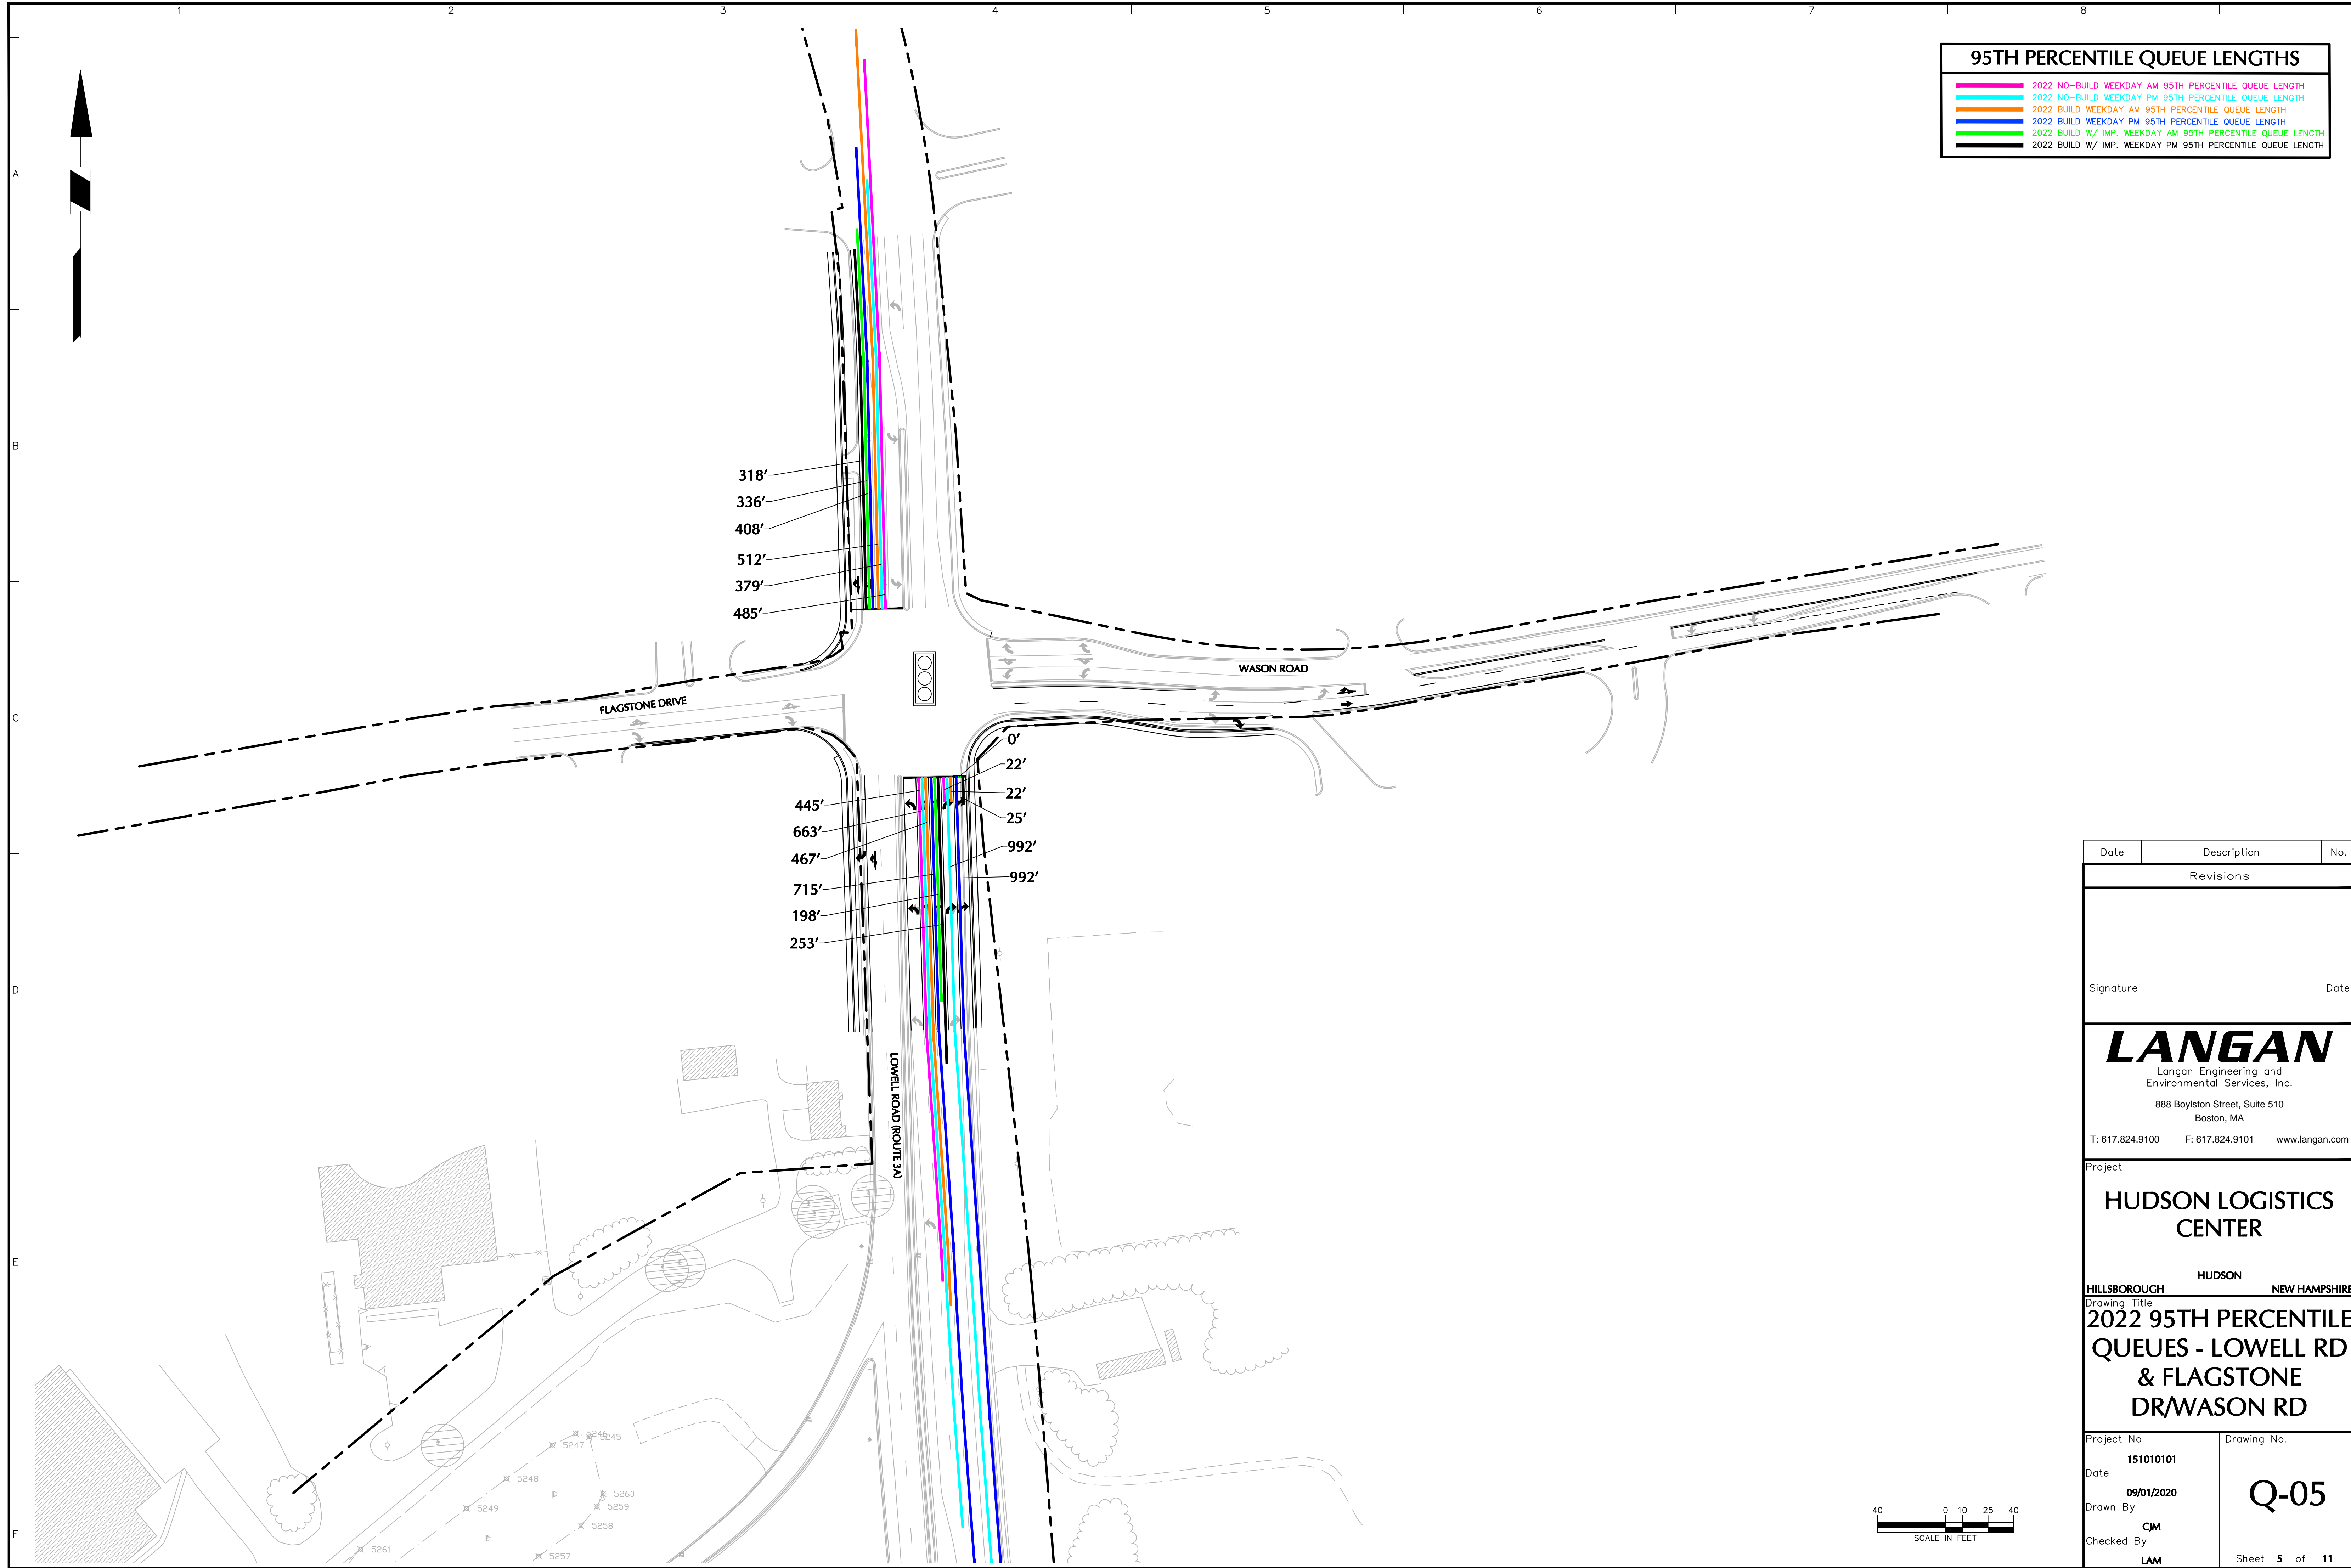 1 2 3 4 5 6 7 8
A
B
C
D
E
F
95TH PERCENTILE QUEUE LENGTHS
2022 NO-BUILD WEEKDAY AM 95TH PERCENTILE QUEUE LENGTH
2022 NO-BUILD WEEKDAY PM 95TH PERCENTILE QUEUE LENGTH
2022 BUILD WEEKDAY AM 95TH PERCENTILE QUEUE LENGTH
2022 BUILD WEEKDAY PM 95TH PERCENTILE QUEUE LENGTH
2022 BUILD W/ IMP. WEEKDAY AM 95TH PERCENTILE QUEUE LENGTH
2022 BUILD W/ IMP. WEEKDAY PM 95TH PERCENTILE QUEUE LENGTH
318'
336'
408'
512'
379'
485'
WASON ROAD
FLAGSTONE DRIVE
0'
22'
22'
25'
992'
992'
445'
663'
467'
715'
198'
253'
LOWELL ROAD (ROUTE 3A)
5246
5245
5247
5248
5249
5260
5259
5258
5257
5261
40 0 10 25 40
SCALE IN FEET
Date Description No.
Revisions
Signature Date
LANGAN
Langan Engineering and
Environmental Services, Inc.
888 Boylston Street, Suite 510
Boston, MA
T: 617.824.9100 F: 617.824.9101 www.langan.com
Project
HUDSON LOGISTICS
CENTER
HUDSON
HILLSBOROUGH NEW HAMPSHIRE
Drawing Title
2022 95TH PERCENTILE
QUEUES - LOWELL RD
& FLAGSTONE
DR/WASON RD
Project No.
151010101
Date
09/01/2020
Drawn By
CJM
Checked By
LAM
Drawing No.
Q-05
Sheet 5 of 11